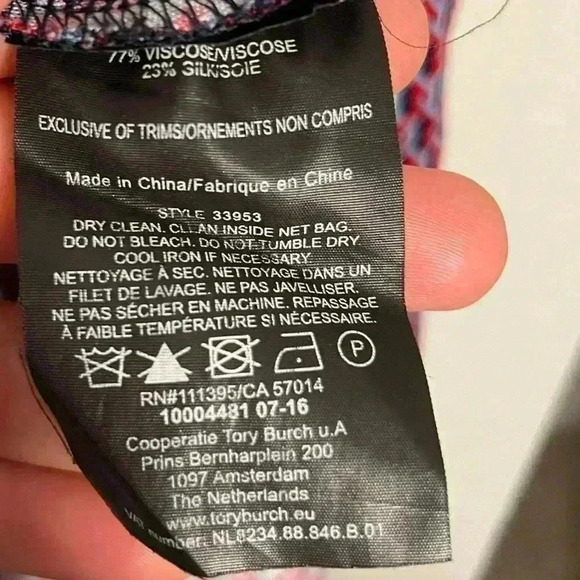 77% VISCOSE/VISCOSE
23% SILK/SOIE
EXCLUSIVE OF TRIMS/ORNEMENTS NON COMPRIS
Made in China/Fabriqué en Chine
STYLE 33953
DRY CLEAN. CLEAN INSIDE NET BAG.
DO NOT BLEACH. DO NOT TUMBLE DRY
COOL IRON IF NECESSARY
NETTOYAGE À SEC. NETTOYAGE DANS UN
FILET DE LAVAGE. NE PAS JAVELLISER.
NE PAS SÉCHER EN MACHINE. REPASSAGE
À FAIBLE TEMPÉRATURE SI NÉCESSAIRE.
P
RN#111395/CA 57014
10004481 07-16
Cooperatie Tory Burch u.A
Prins Bernharplein 200
1097 Amsterdam
The Netherlands
www.toryburch.eu
VAT number: NL8234.88.846.B.01